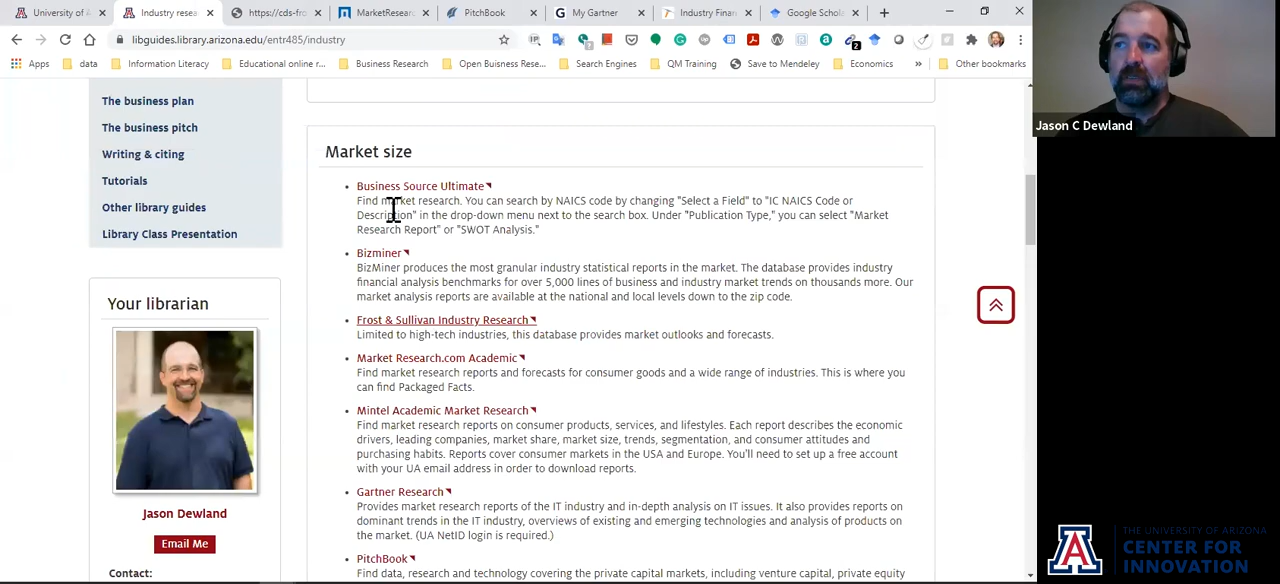 University of A
Industry resea
https://cds-fro
MarketResearc
PitchBook
My Gartner
Industry Finan
Google Schola
libguides.library.arizona.edu/entr485/industry
Apps
data
Information Literacy
Educational online r...
Business Research
Open Buisness Rese...
Search Engines
QM Training
Save to Mendeley
Economics
»
Other bookmarks
Jason C Dewland
The business plan
The business pitch
Writing & citing
Tutorials
Other library guides
Library Class Presentation
Your librarian
Jason Dewland
Email Me
Contact:
Market size
Business Source Ultimate
Find market research. You can search by NAICS code by changing "Select a Field" to "IC NAICS Code or
Description" in the drop-down menu next to the search box. Under "Publication Type," you can select "Market
Research Report" or "SWOT Analysis."
Bizminer
BizMiner produces the most granular industry statistical reports in the market. The database provides industry
financial analysis benchmarks for over 5,000 lines of business and industry market trends on thousands more. Our
market analysis reports are available at the national and local levels down to the zip code.
Frost & Sullivan Industry Research
Limited to high-tech industries, this database provides market outlooks and forecasts.
Market Research.com Academic
Find market research reports and forecasts for consumer goods and a wide range of industries. This is where you
can find Packaged Facts.
Mintel Academic Market Research
Find market research reports on consumer products, services, and lifestyles. Each report describes the economic
drivers, leading companies, market share, market size, trends, segmentation, and consumer attitudes and
purchasing habits. Reports cover consumer markets in the USA and Europe. You'll need to set up a free account
with your UA email address in order to download reports.
Gartner Research
Provides market research reports of the IT industry and in-depth analysis on IT issues. It also provides reports on
dominant trends in the IT industry, overviews of existing and emerging technologies and analysis of products on
the market. (UA NetID login is required.)
PitchBook
Find data, research and technology covering the private capital markets, including venture capital, private equity
THE UNIVERSITY OF ARIZONA
CENTER FOR
INNOVATION